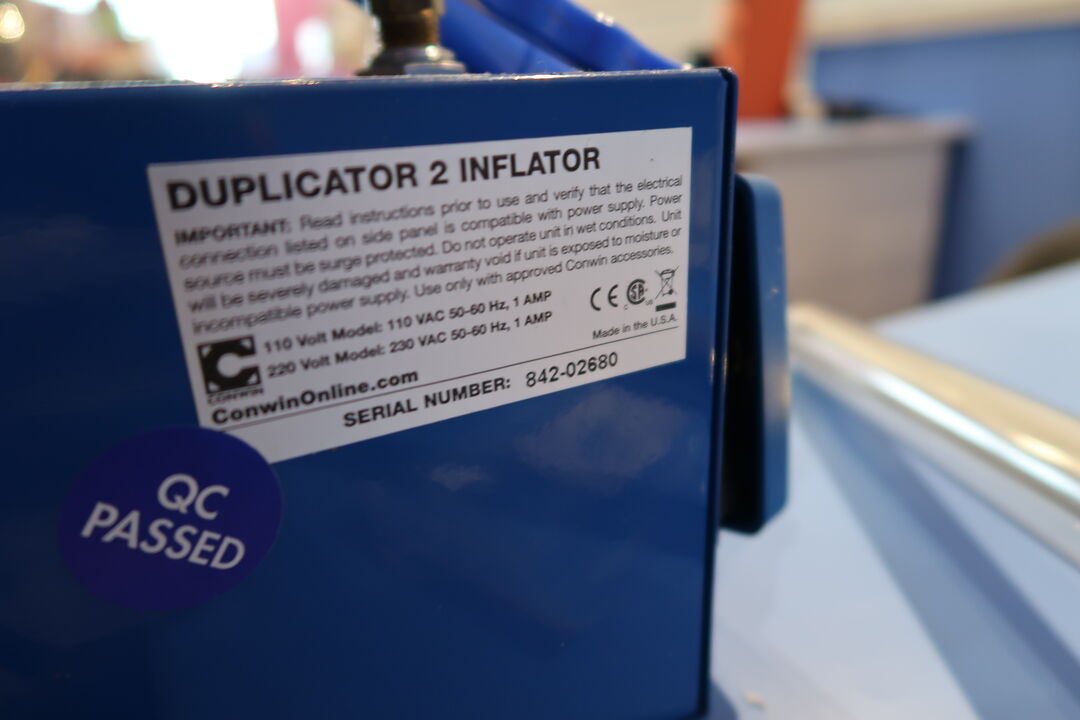 DUPLICATOR 2 INFLATOR
IMPORTANT: Read instructions prior to use and verify that the electrical
connection listed on side panel is compatible with power supply. Power
source must be surge protected. Do not operate unit in wet conditions. Unit
will be severely damaged and warranty void if unit is exposed to moisture or
incompatible power supply. Use only with approved Conwin accessories.
110 Volt Model: 110 VAC 50-60 Hz, 1 AMP
220 Volt Model: 230 VAC 50-60 Hz, 1 AMP
CE
C SA US
C
CONWIN
Made in the U.S.A.
ConwinOnline.com
SERIAL NUMBER: 842-02680
QC
PASSED